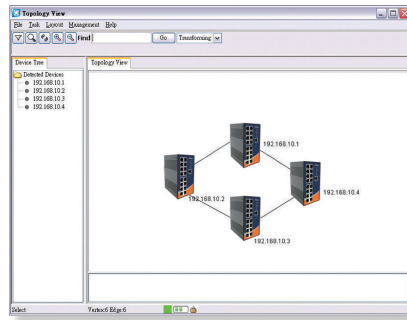 Topology View
File Task Layout Management Help
Find Go Transforming
Device Tree
Topology View
Detected Devices
192.168.10.1
192.168.10.2
192.168.10.3
192.168.10.4
192.168.10.1
192.168.10.2
192.168.10.4
192.168.10.3
Select
Vertex:6 Edge:6